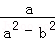 a
a² − b²